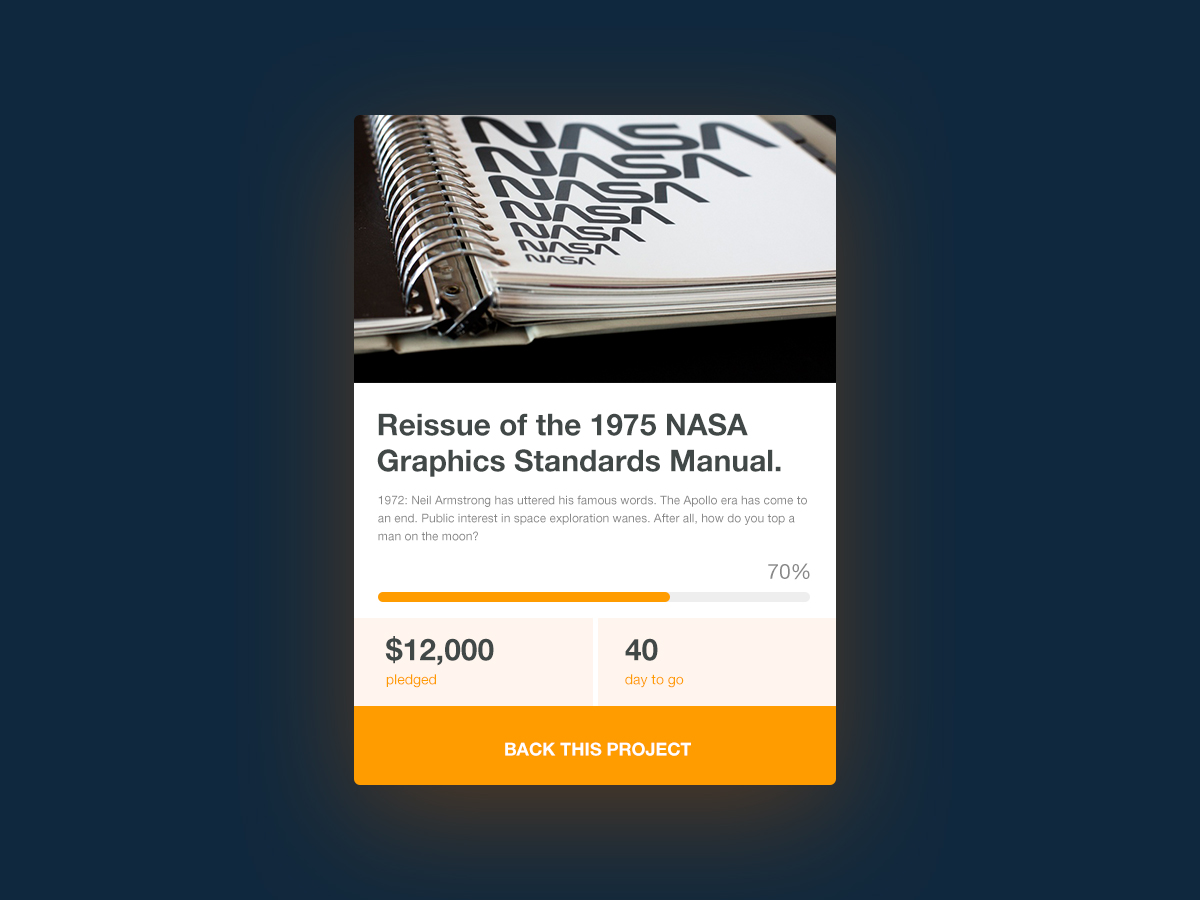 NASA
NASA
NASA
NASA
NASA
NASA
NASA
Reissue of the 1975 NASA
Graphics Standards Manual.
1972: Neil Armstrong has uttered his famous words. The Apollo era has come to
an end. Public interest in space exploration wanes. After all, how do you top a
man on the moon?
70%
$12,000
pledged
40
day to go
BACK THIS PROJECT